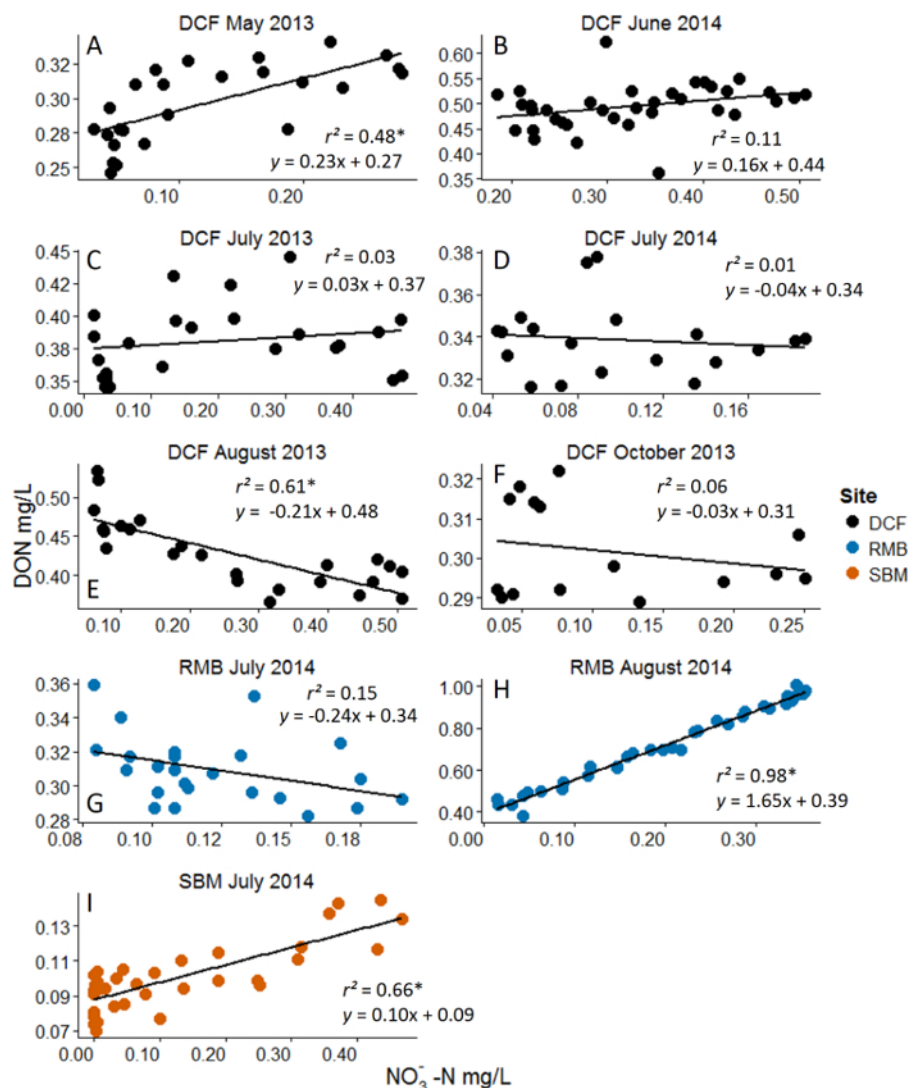 DCF May 2013
A
0.32
0.30
0.28
0.25
r² = 0.48*
y = 0.23x + 0.27
0.10
0.20
DCF June 2014
B
0.60
0.55
0.50
0.45
0.40
0.35
r² = 0.11
y = 0.16x + 0.44
0.20
0.30
0.40
0.50
DCF July 2013
C
0.45
0.42
0.40
0.38
0.35
r² = 0.03
y = 0.03x + 0.37
0.00
0.10
0.20
0.30
0.40
DCF July 2014
D
0.38
0.36
0.34
0.32
r² = 0.01
y = -0.04x + 0.34
0.04
0.08
0.12
0.16
DON mg/L
DCF August 2013
E
0.50
0.45
0.40
r² = 0.61*
y = -0.21x + 0.48
0.10
0.20
0.30
0.40
0.50
DCF October 2013
F
0.32
0.31
0.30
0.29
r² = 0.06
y = -0.03x + 0.31
0.05
0.10
0.15
0.20
0.25
Site
DCF
RMB
SBM
RMB July 2014
G
0.36
0.34
0.32
0.30
0.28
r² = 0.15
y = -0.24x + 0.34
0.08
0.10
0.12
0.15
0.18
RMB August 2014
H
1.00
0.80
0.60
0.40
r² = 0.98*
y = 1.65x + 0.39
0.00
0.10
0.20
0.30
SBM July 2014
I
0.13
0.11
0.09
0.07
r² = 0.66*
y = 0.10x + 0.09
0.00
0.10
0.20
0.30
0.40
NO₃⁻ -N mg/L